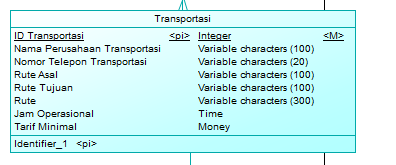 Transportasi
ID Transportasi <pi> Integer <M>
Nama Perusahaan Transportasi Variable characters (100)
Nomor Telepon Transportasi Variable characters (20)
Rute Asal Variable characters (100)
Rute Tujuan Variable characters (100)
Rute Variable characters (300)
Jam Operasional Time
Tarif Minimal Money
Identifier_1 <pi>